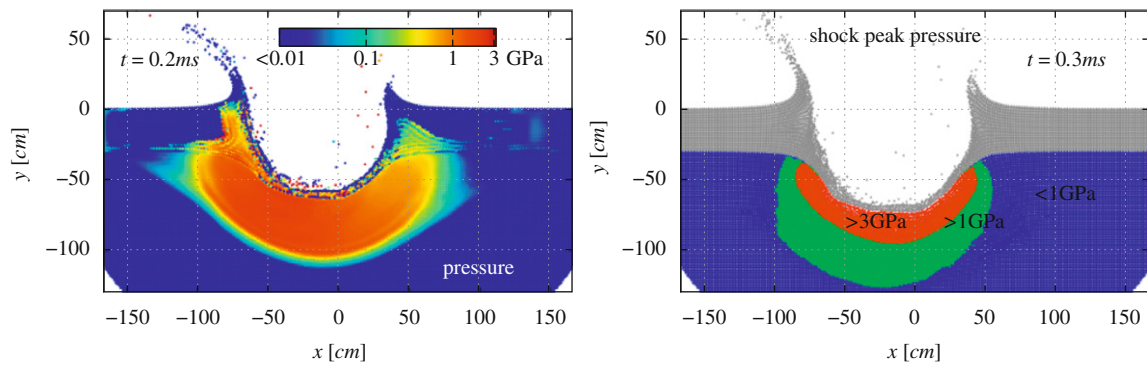 50
0
−50
−100
y [cm]
−150 −100 −50 0 50 100 150
x [cm]
t = 0.2ms
<0.01 0.1 1 3 GPa
pressure
50
0
−50
−100
y [cm]
−150 −100 −50 0 50 100 150
x [cm]
shock peak pressure
t = 0.3ms
<1GPa
>3GPa >1GPa